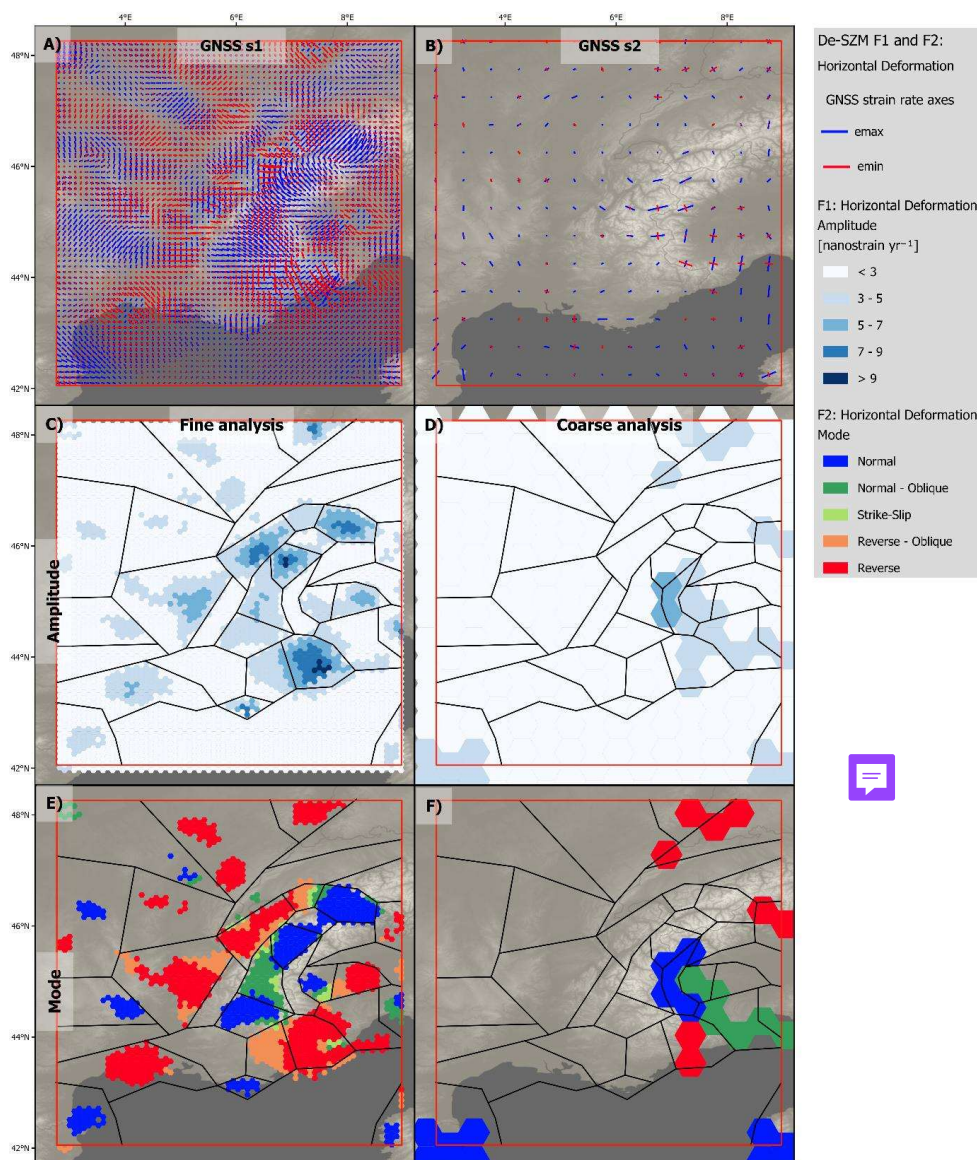 4°E
6°E
8°E
4°E
6°E
8°E
48°N
46°N
44°N
42°N
A)
GNSS s1
B)
GNSS s2
48°N
46°N
44°N
42°N
C)
Fine analysis
D)
Coarse analysis
Amplitude
48°N
46°N
44°N
42°N
E)
F)
Mode
De-SZM F1 and F2:
Horizontal Deformation
GNSS strain rate axes
emax
emin
F1: Horizontal Deformation
Amplitude
[nanostrain yr⁻¹]
< 3
3 - 5
5 - 7
7 - 9
> 9
F2: Horizontal Deformation
Mode
Normal
Normal - Oblique
Strike-Slip
Reverse - Oblique
Reverse